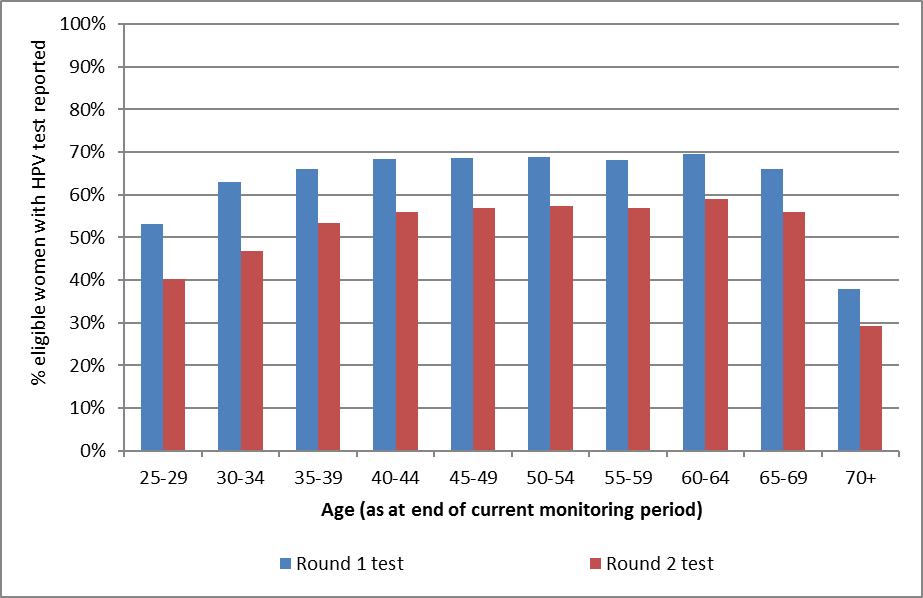 % eligible women with HPV test reported
100%
90%
80%
70%
60%
50%
40%
30%
20%
10%
0%
25-29 30-34 35-39 40-44 45-49 50-54 55-59 60-64 65-69 70+
Age (as at end of current monitoring period)
Round 1 test Round 2 test